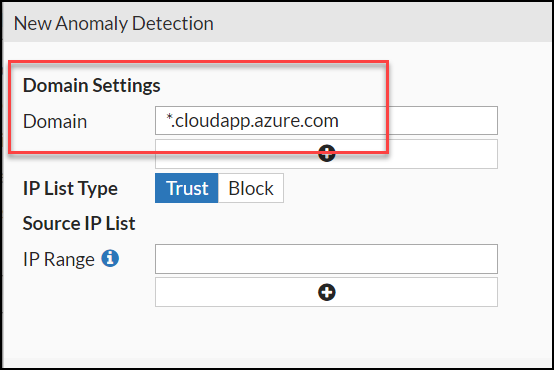 New Anomaly Detection
Domain Settings
Domain *.cloudapp.azure.com
IP List Type Trust Block
Source IP List
IP Range